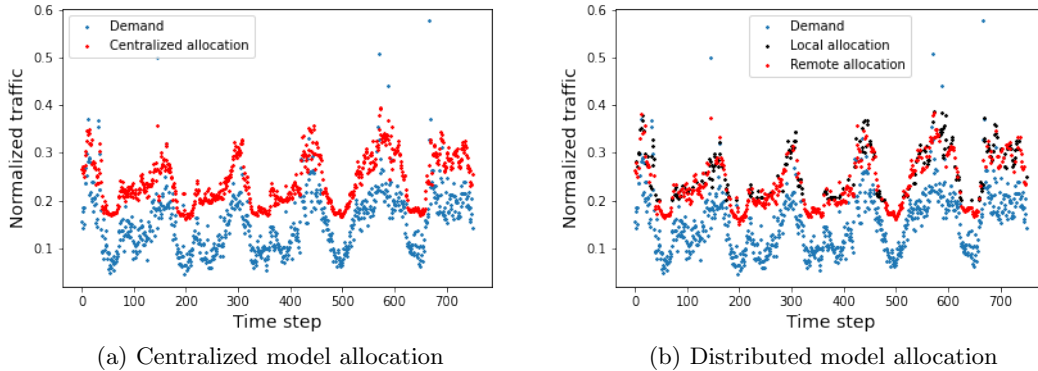 0.6
0.5
0.4
0.3
0.2
0.1
Normalized traffic
Demand
Centralized allocation
0 100 200 300 400 500 600 700
Time step
(a) Centralized model allocation
0.6
0.5
0.4
0.3
0.2
0.1
Normalized traffic
Demand
Local allocation
Remote allocation
0 100 200 300 400 500 600 700
Time step
(b) Distributed model allocation